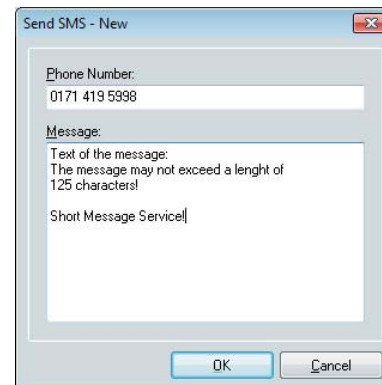 Send SMS - New
Phone Number:
0171 419 5998
Message:
Text of the message:
The message may not exceed a lenght of
125 characters!
Short Message Service!
OK
Cancel